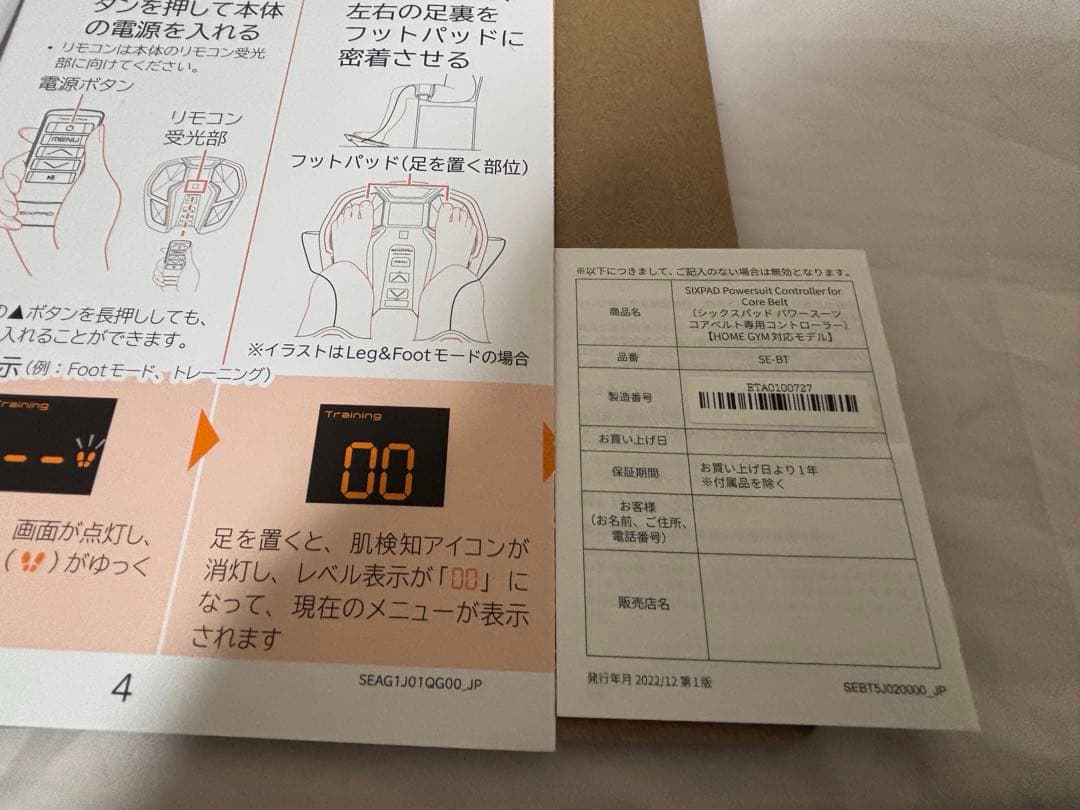 タンを押して本体
の電源を入れる
• リモコンは本体のリモコン受光
部に向けてください。
電源ボタン
リモコン
受光部
MENU
SIXPAD
の▲ボタンを長押ししても、
入れることができます。
左右の足裏を
フットパッドに
密着させる
フットパッド(足を置く部位)
MENU
※イラストはLeg&Footモードの場合
示(例:Footモード、トレーニング)
Training
Training
00
画面が点灯し、
()がゆっく
足を置くと、肌検知アイコンが
消灯し、レベル表示が「00」に
なって、現在のメニューが表示
されます
4
SEAG1J01QG00_JP
※以下につきまして、ご記入のない場合は無効となります。
商品名
SIXPAD Powersuit Controller for
Core Belt
(シックスパッド パワースーツ
コアベルト専用コントローラー)
【HOME GYM対応モデル】
品番
SE-BT
製造番号
ETA0100727
お買い上げ日
保証期間
お買い上げ日より1年
※付属品を除く
お客様
(お名前、ご住所、
電話番号)
販売店名
発行年月 2022/12 第1版
SEBT5J020000_JP